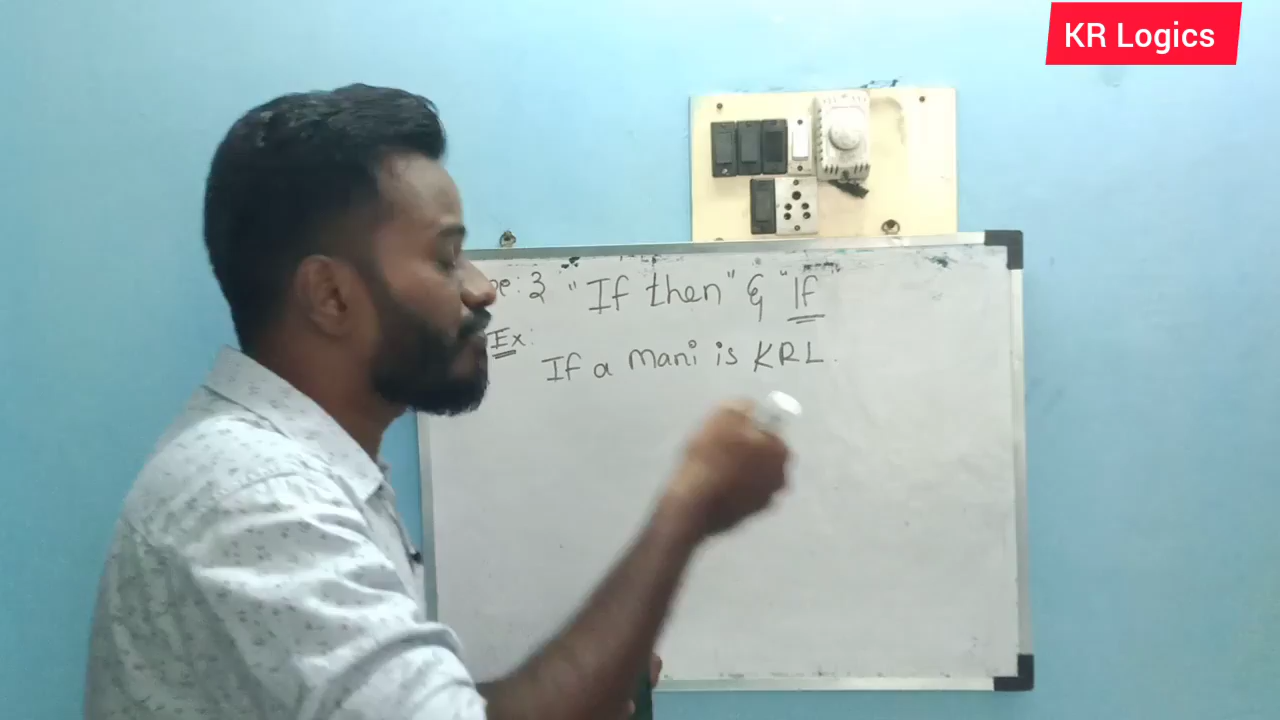 KR Logics
: 3 "If then" & "If
Ex:
If a Mani is KRL.